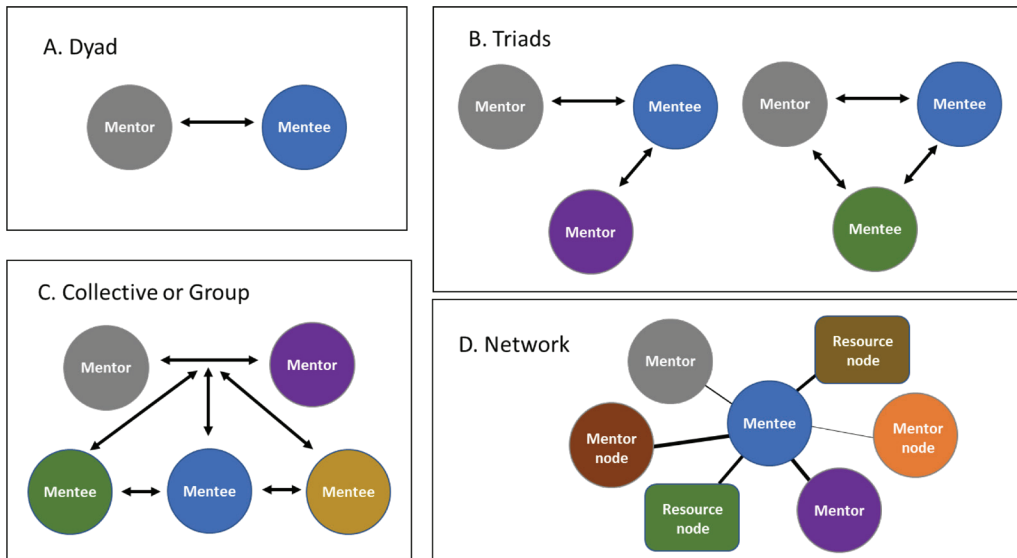 A. Dyad
Mentor
Mentee
B. Triads
Mentor
Mentee
Mentor
Mentor
Mentee
Mentee
C. Collective or Group
Mentor
Mentor
Mentee
Mentee
Mentee
D. Network
Mentor
Resource
node
Mentee
Mentor
node
Mentor
node
Resource
node
Mentor